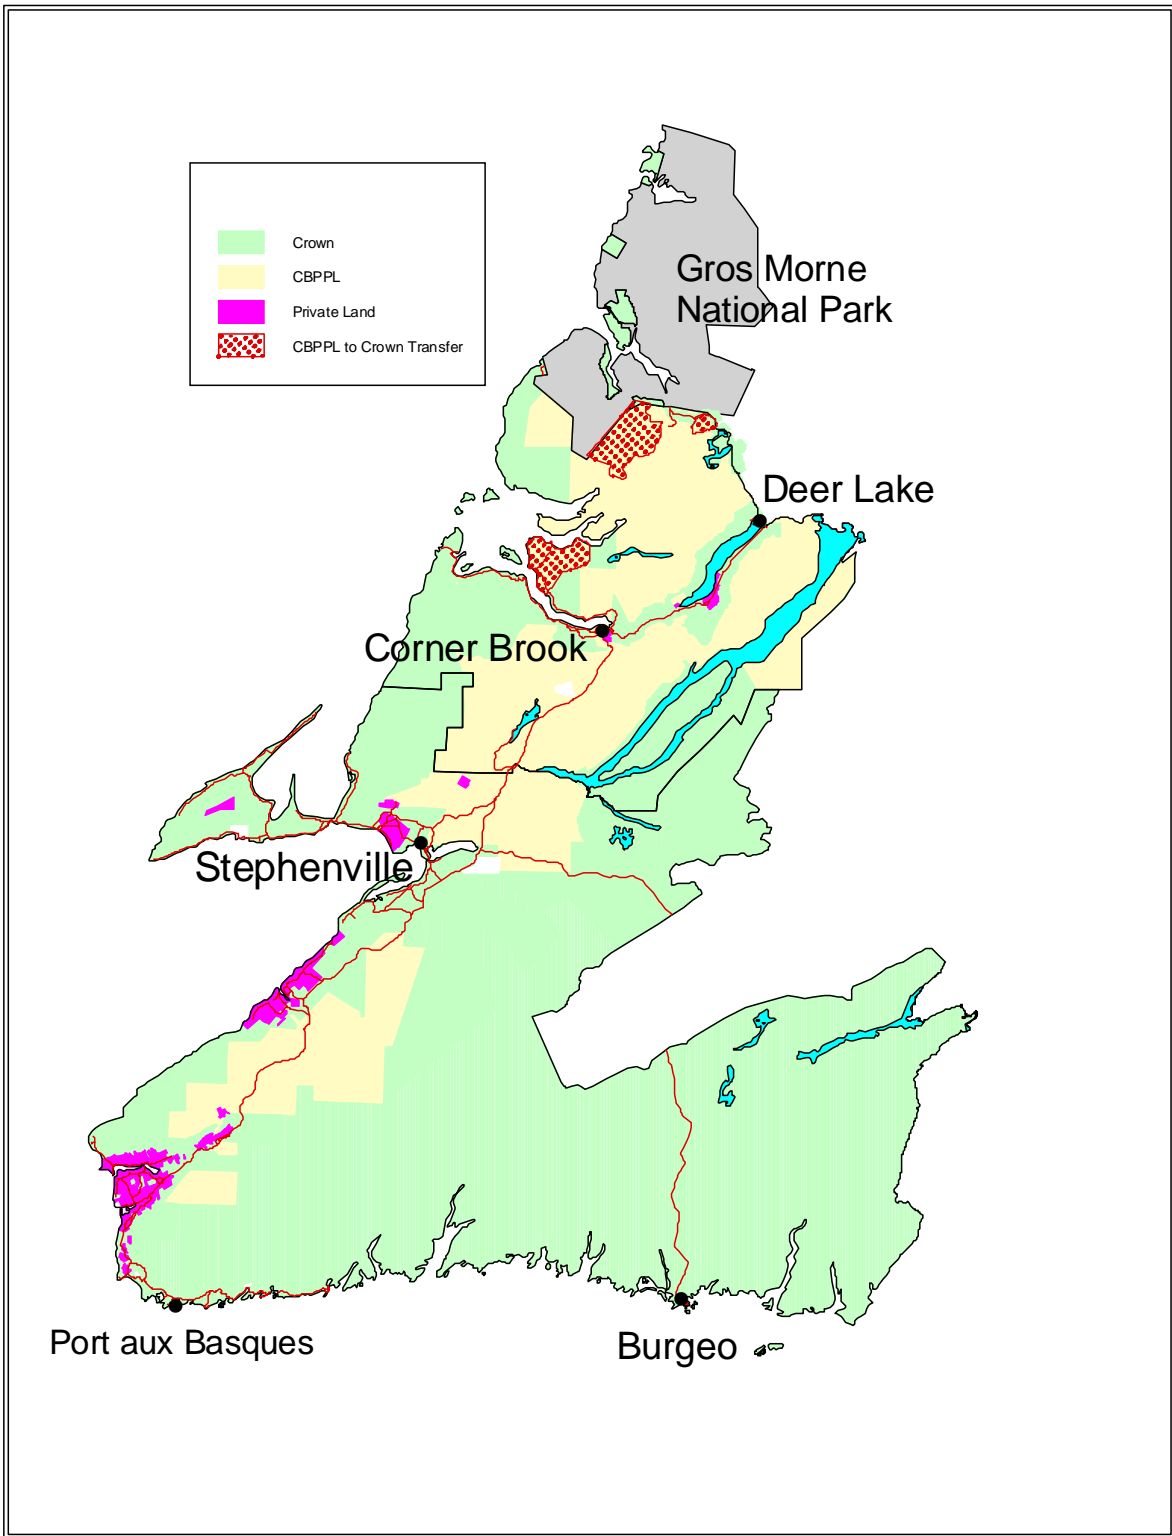 Crown
CBPPL
Private Land
CBPPL to Crown Transfer
Gros Morne
National Park
Deer Lake
Corner Brook
Stephenville
Port aux Basques
Burgeo